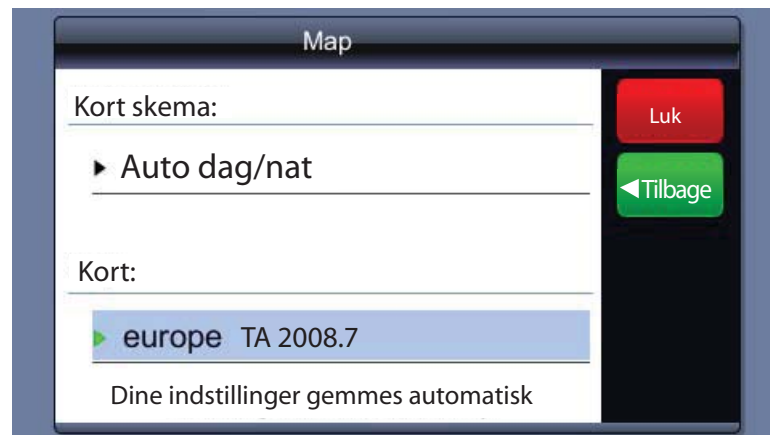 Map
Kort skema:
Luk
Auto dag/nat
◀Tilbage
Kort:
europe TA 2008.7
Dine indstillinger gemmes automatisk